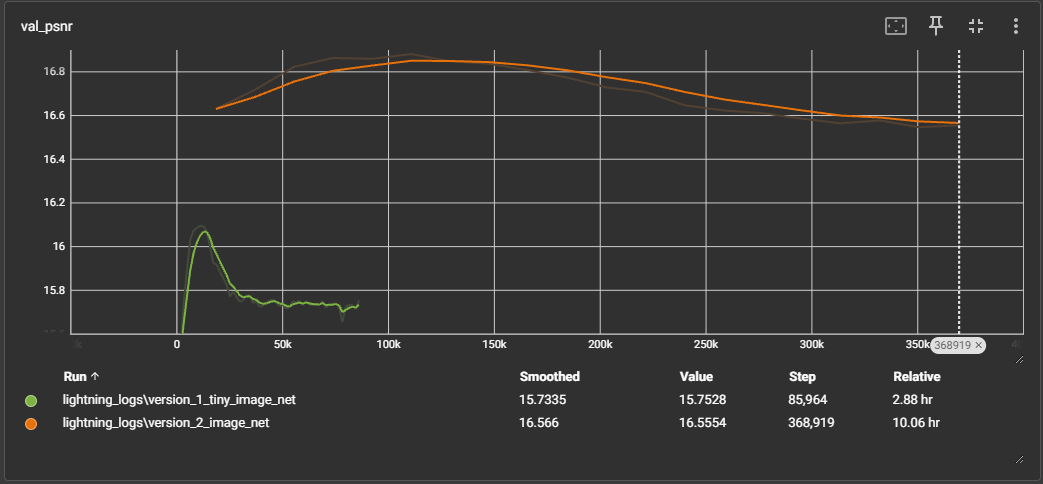 val_psnr
16.8
16.6
16.4
16.2
16
15.8
0 50k 100k 150k 200k 250k 300k 350k 368919 ×
Run ↑ Smoothed Value Step Relative
lightning_logs\version_1_tiny_image_net 15.7335 15.7528 85,964 2.88 hr
lightning_logs\version_2_image_net 16.566 16.5554 368,919 10.06 hr